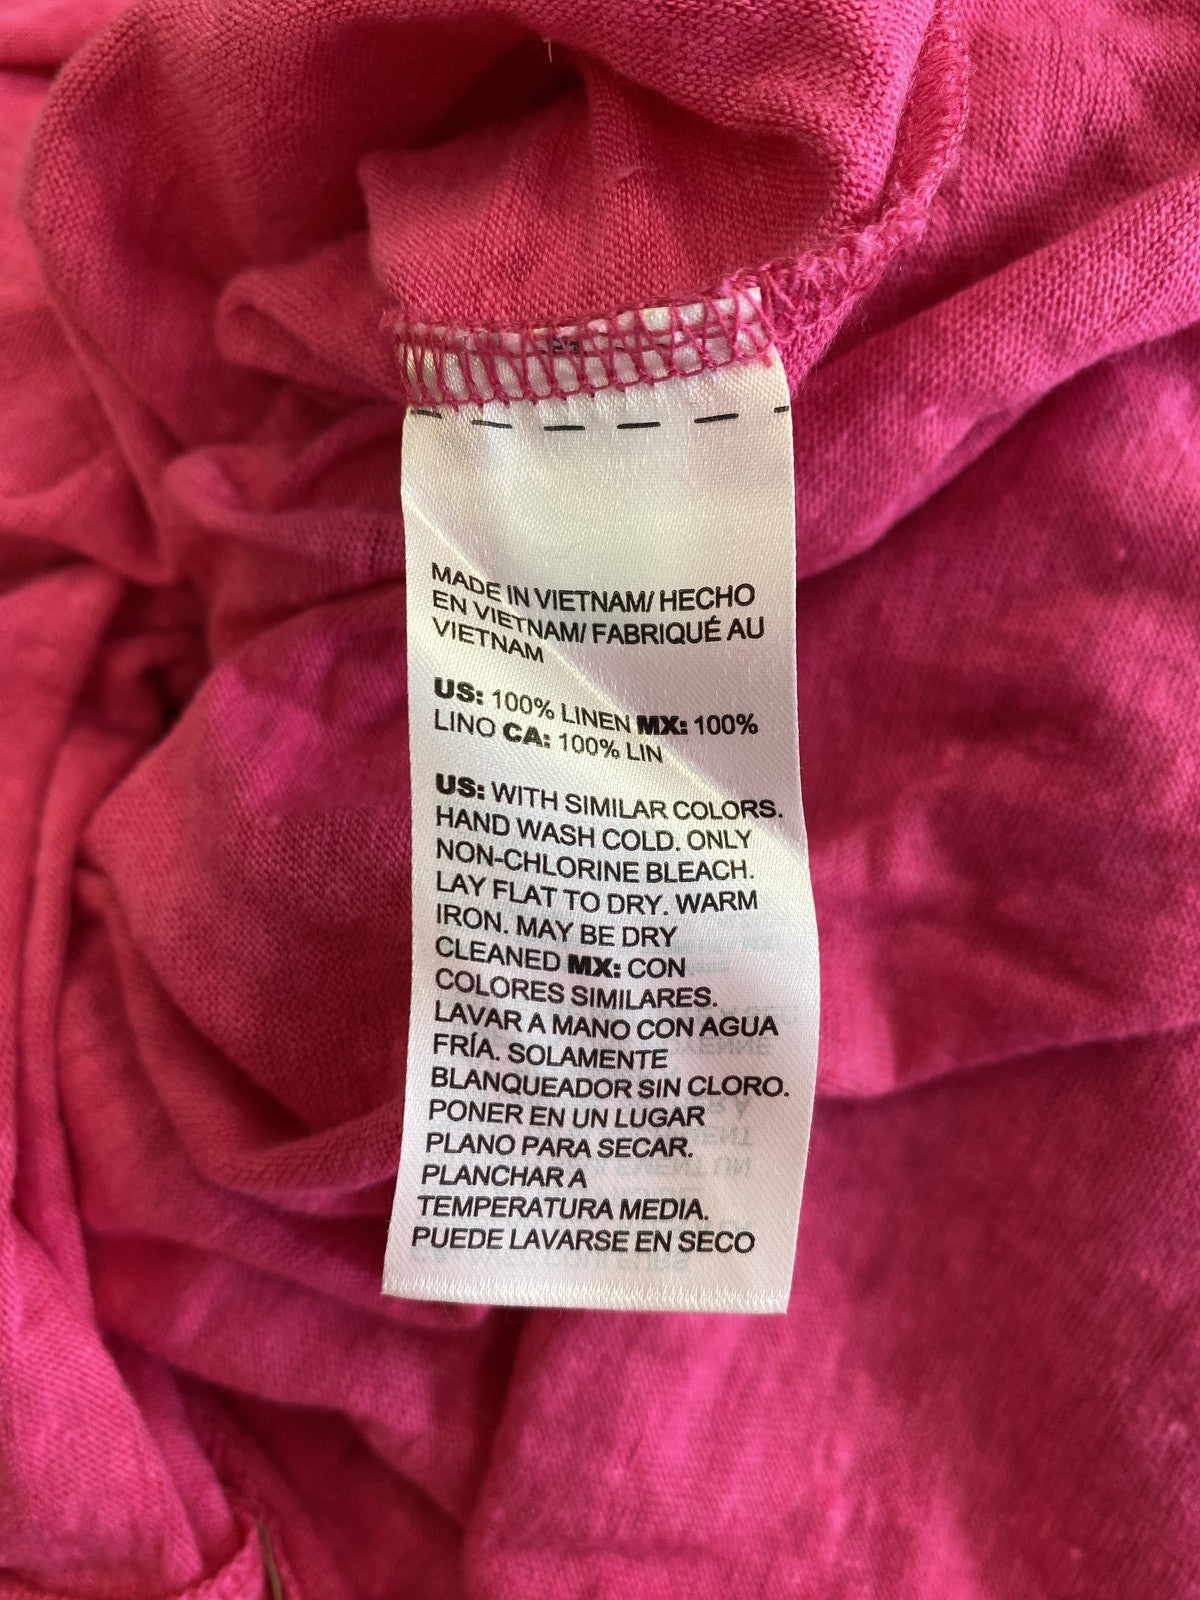 MADE IN VIETNAM/ HECHO
EN VIETNAM/ FABRIQUÉ AU
VIETNAM
US: 100% LINEN MX: 100%
LINO CA: 100% LIN
US: WITH SIMILAR COLORS.
HAND WASH COLD. ONLY
NON-CHLORINE BLEACH.
LAY FLAT TO DRY. WARM
IRON. MAY BE DRY
CLEANED MX: CON
COLORES SIMILARES.
LAVAR A MANO CON AGUA
FRÍA. SOLAMENTE
BLANQUEADOR SIN CLORO.
PONER EN UN LUGAR
PLANO PARA SECAR.
PLANCHAR A
TEMPERATURA MEDIA.
PUEDE LAVARSE EN SECO